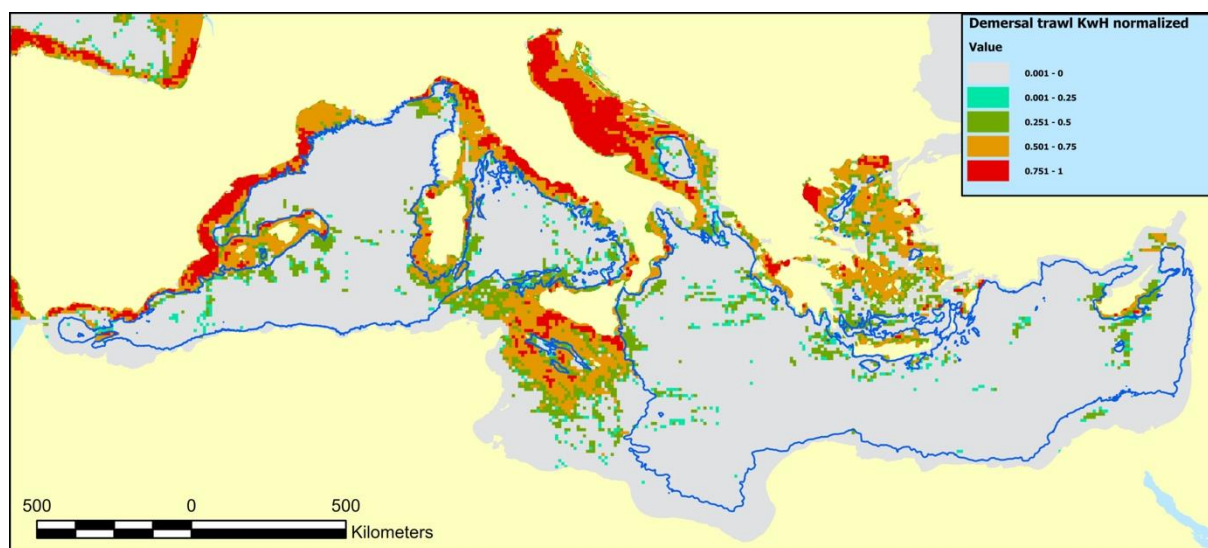 Demersal trawl KwH normalized
Value
0.001 - 0
0.001 - 0.25
0.251 - 0.5
0.501 - 0.75
0.751 - 1
500 0 500
Kilometers